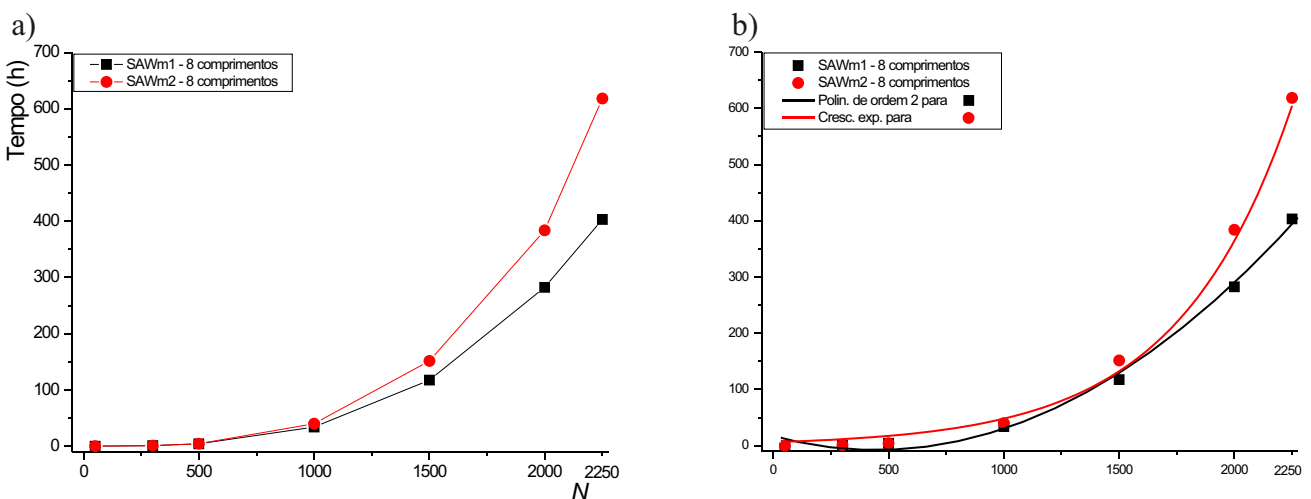 a)
700
600
500
400
300
200
100
0
Tempo (h)
SAWm1 - 8 comprimentos
SAWm2 - 8 comprimentos
0 500 1000 1500 2000 2250
N
b)
700
600
500
400
300
200
100
0
SAWm1 - 8 comprimentos
SAWm2 - 8 comprimentos
Polin. de ordem 2 para
Cresc. exp. para
0 500 1000 1500 2000 2250